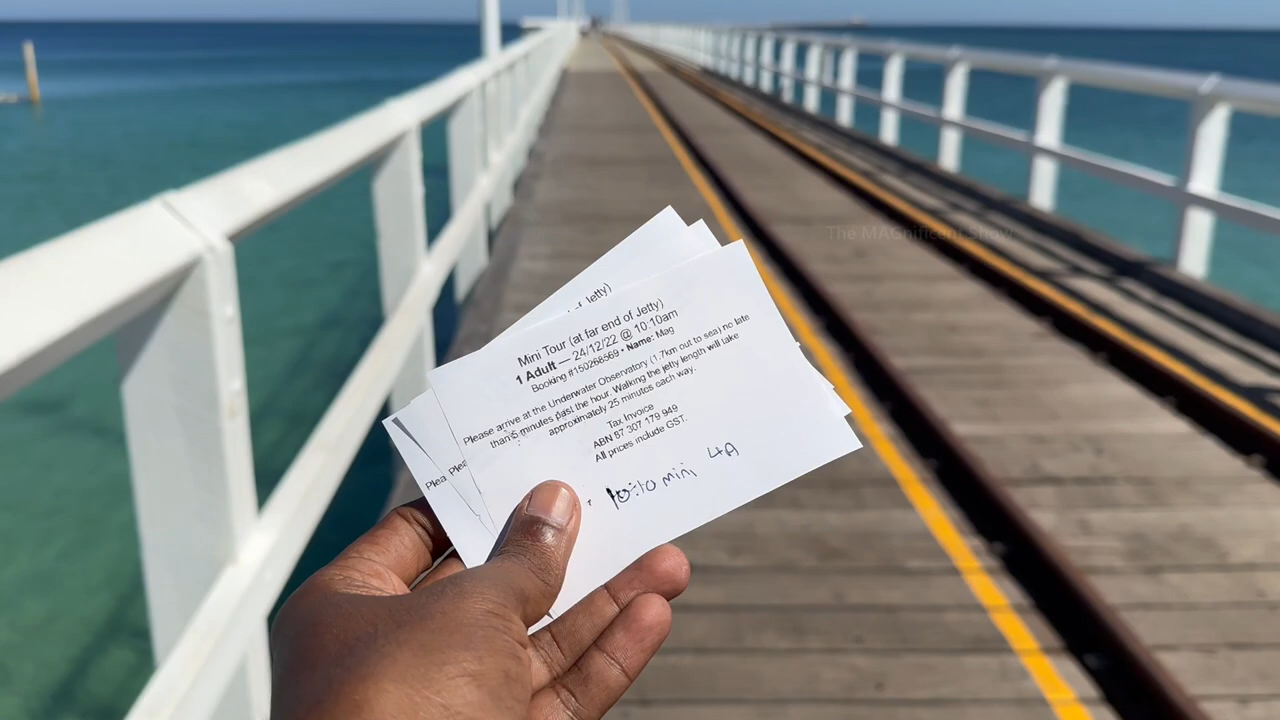 of Jetty)
Mini Tour (at far end of Jetty)
1 Adult — 24/12/22 @ 10:10am
Booking #150266569 • Name: Mag
Please arrive at the Underwater Observatory (1.7km out to sea) no late
than 5 minutes past the hour. Walking the jetty length will take
approximately 25 minutes each way.
Tax Invoice
ABN 87 307 179 949
All prices include GST.
10:10 mini 4A
Plea
Plea
The MAGnificent Show